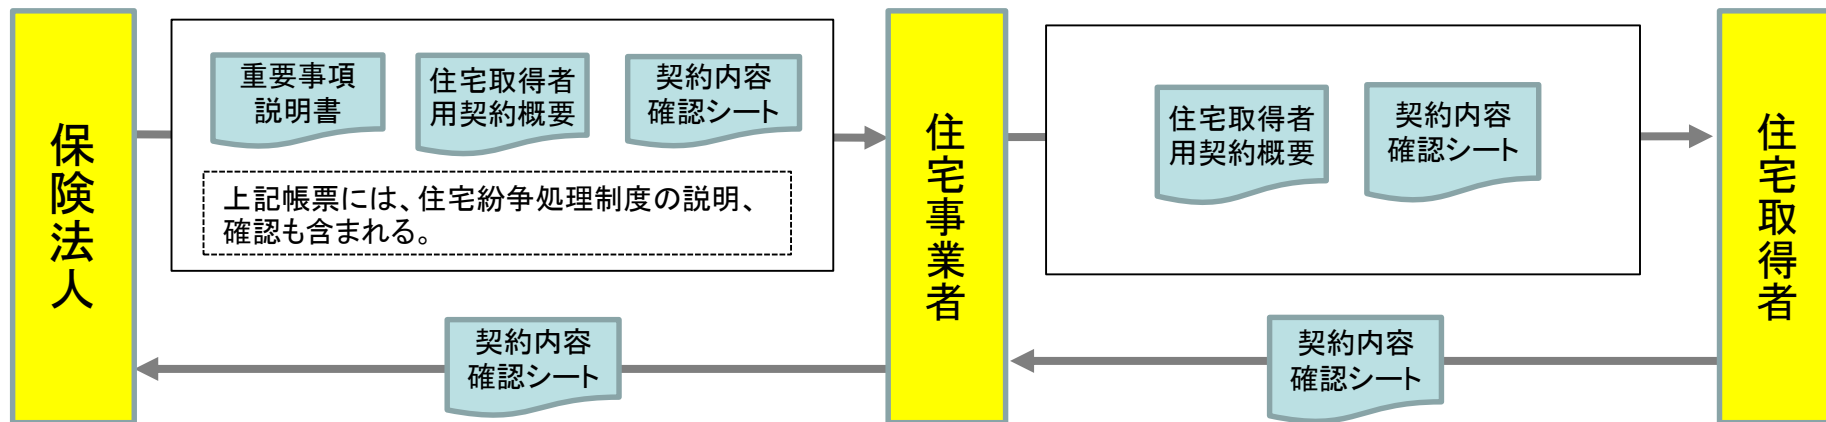 保険法人
重要事項
説明書
住宅取得者
用契約概要
契約内容
確認シート
上記帳票には、住宅紛争処理制度の説明、
確認も含まれる。
契約内容
確認シート
住宅事業者
住宅取得者
用契約概要
契約内容
確認シート
契約内容
確認シート
住宅取得者